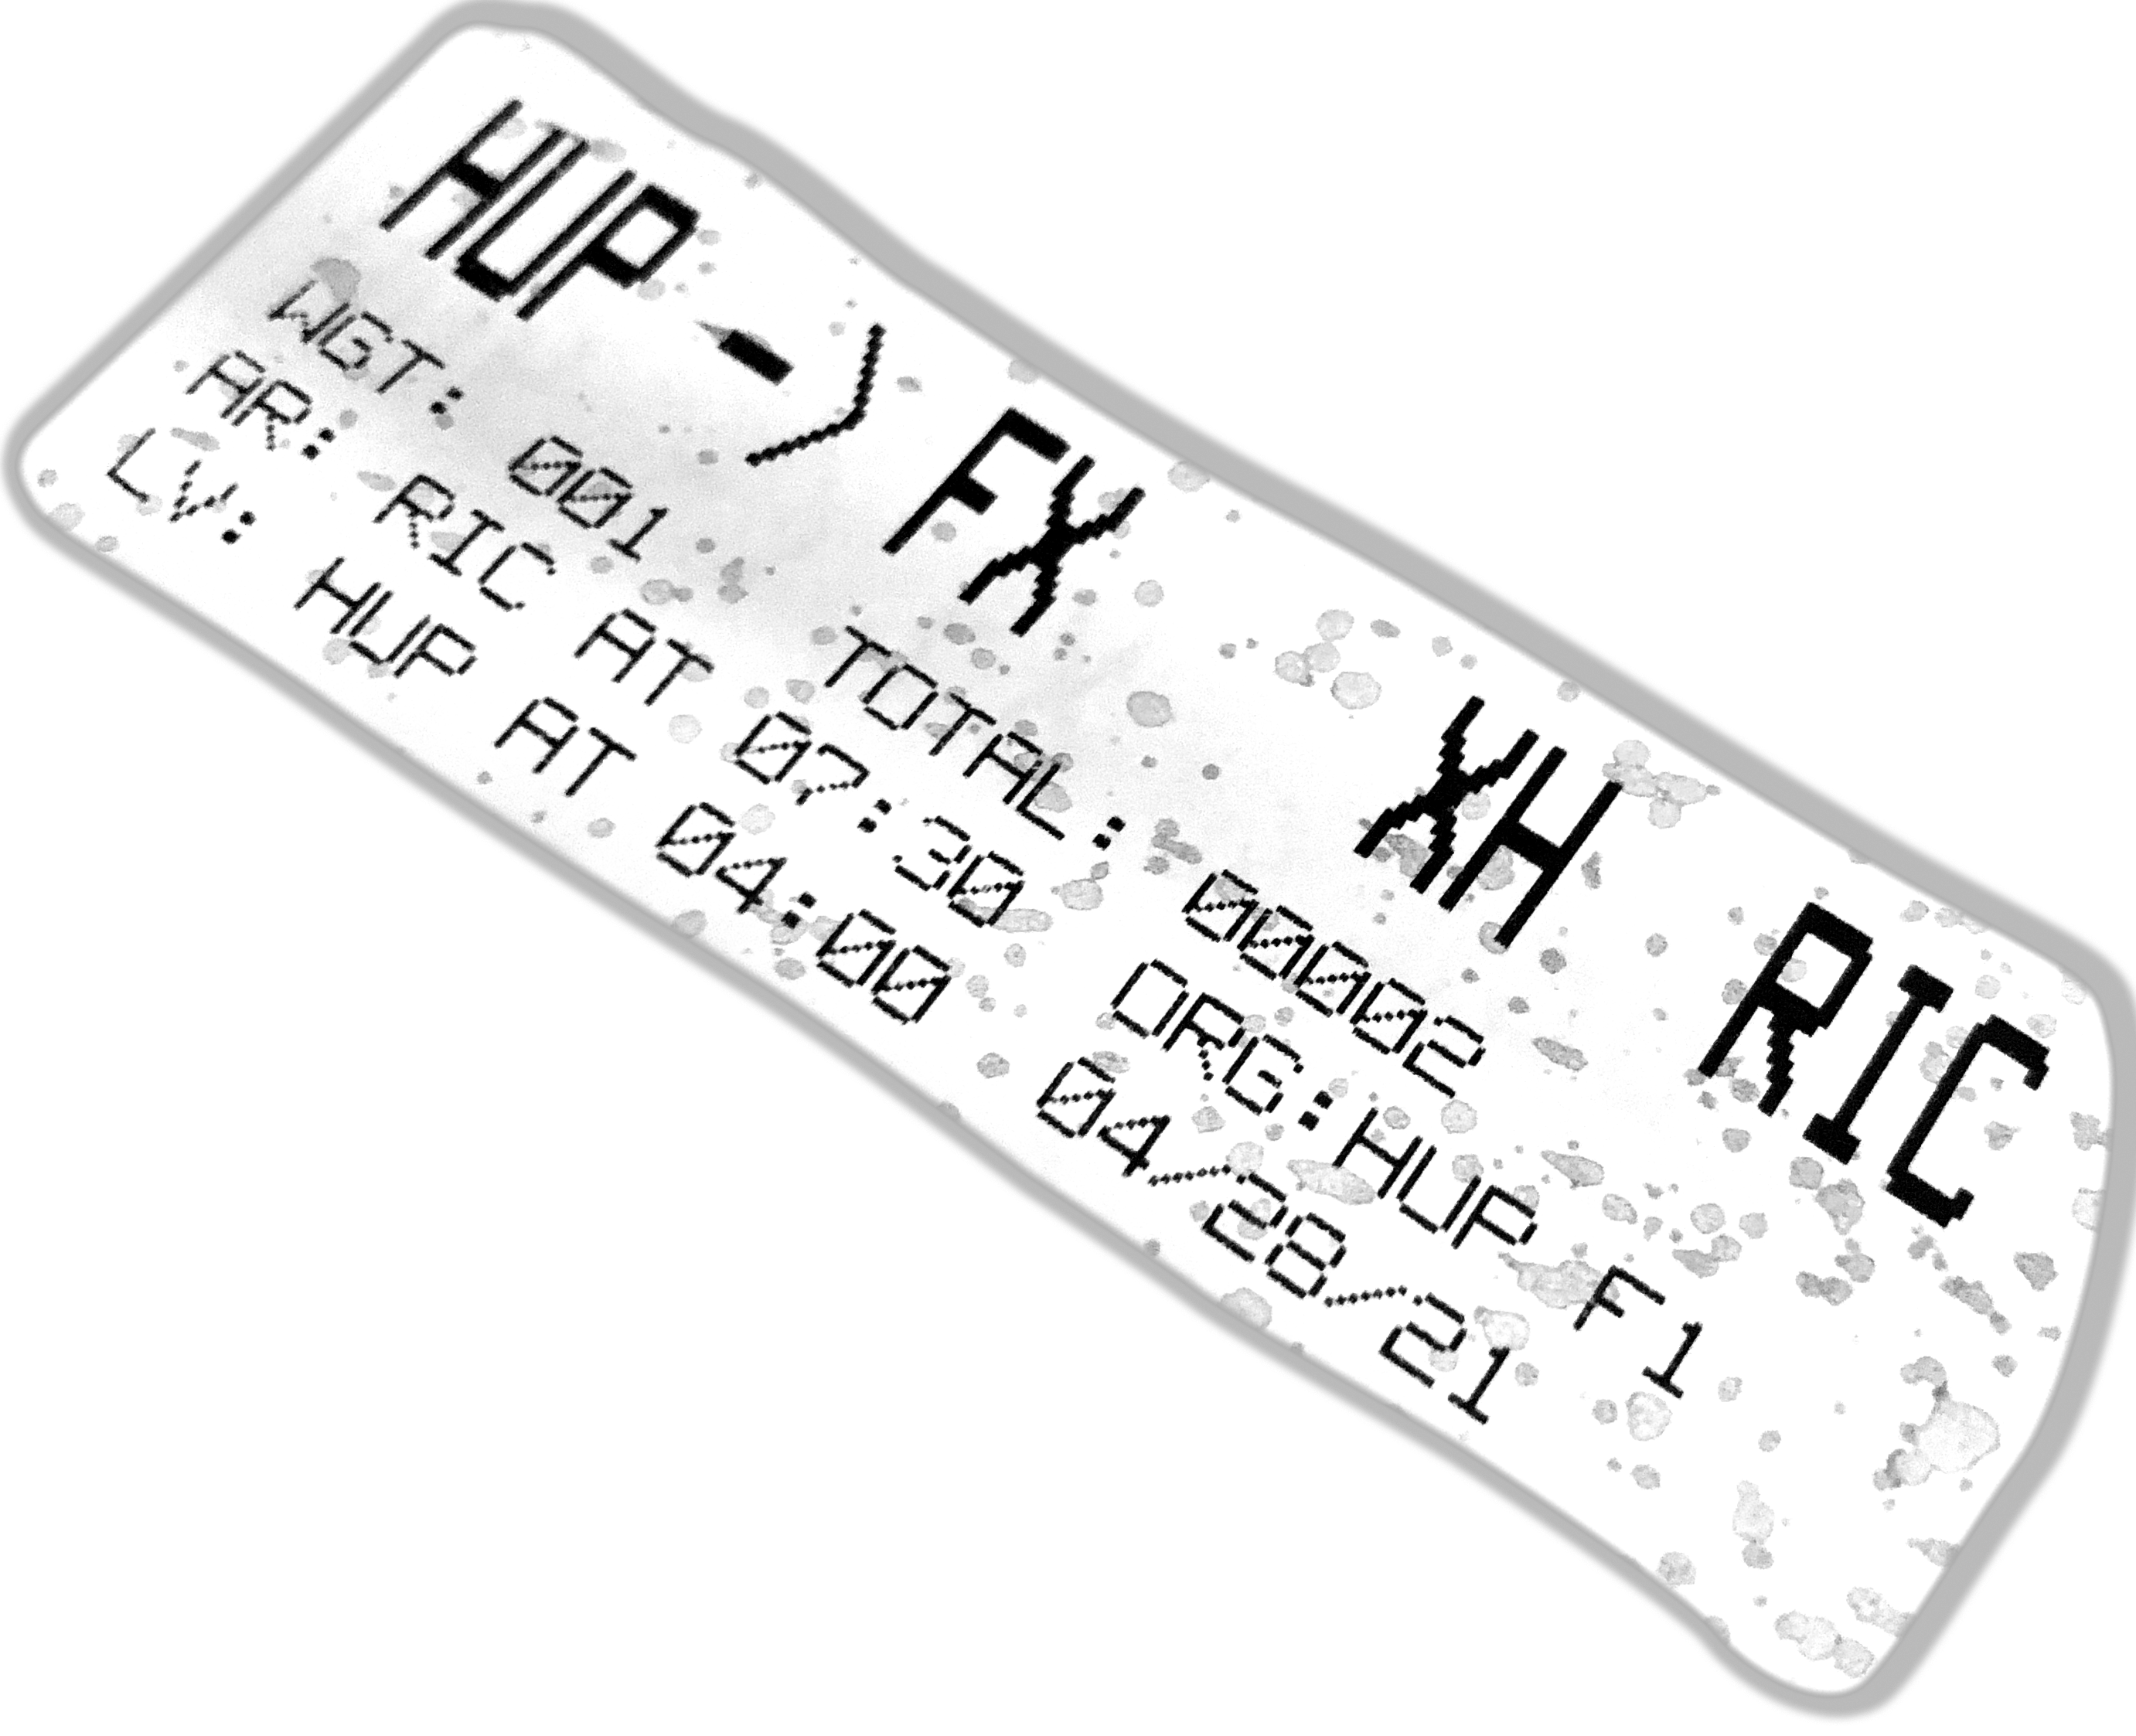 HUP -> FX XH RIC
WGT: 001 TOTAL: 00002
AR: RIC AT 07:30 ORG:HUP F1
LV: HUP AT 04:00 04/28/21